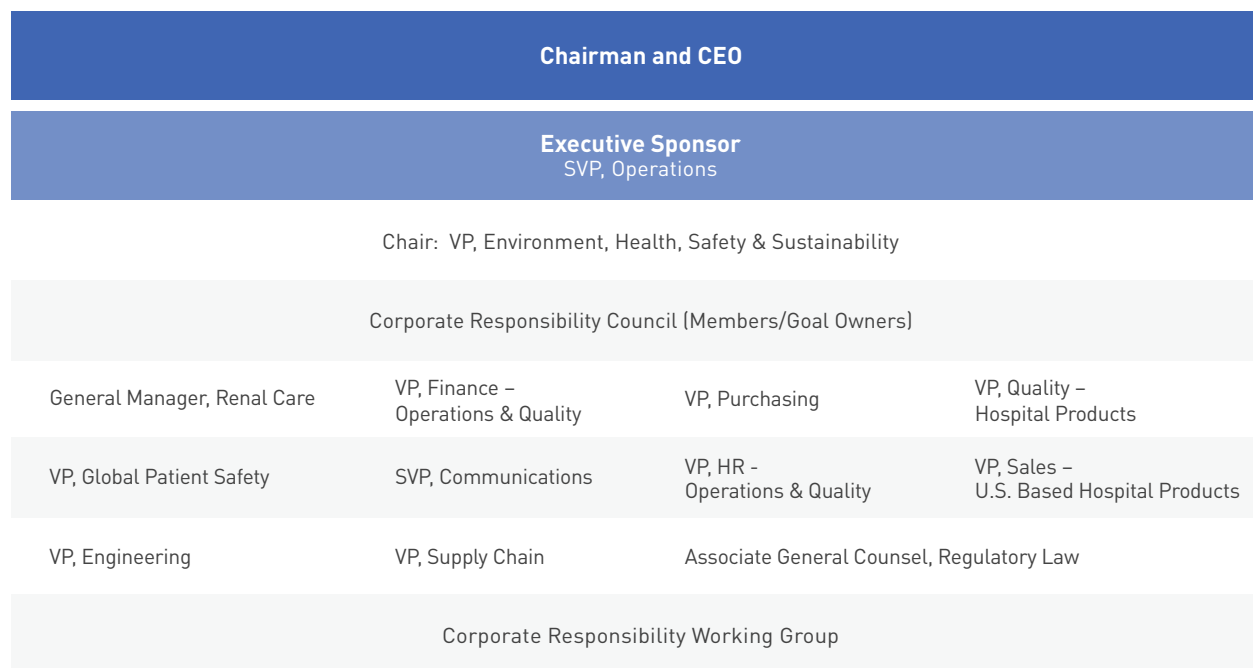 Chairman and CEO
Executive Sponsor
SVP, Operations
Chair: VP, Environment, Health, Safety & Sustainability
Corporate Responsibility Council (Members/Goal Owners)
General Manager, Renal Care
VP, Finance –
Operations & Quality
VP, Purchasing
VP, Quality –
Hospital Products
VP, Global Patient Safety
SVP, Communications
VP, HR -
Operations & Quality
VP, Sales –
U.S. Based Hospital Products
VP, Engineering
VP, Supply Chain
Associate General Counsel, Regulatory Law
Corporate Responsibility Working Group